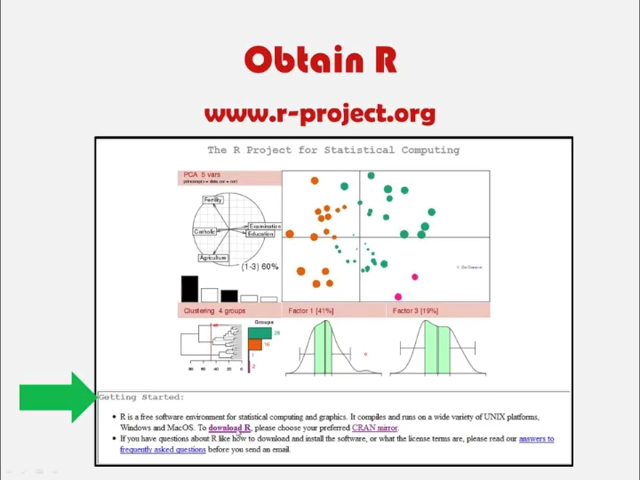 Obtain R
www.r-project.org
The R Project for Statistical Computing
PCA 5 vars
Fertility
Catholic
Examination
Education
Agriculture
(1-3) 60%
Clustering 4 groups
Factor 1 [41%]
Factor 3 [19%]
Groups
28
16
1
2
Getting Started:
R is a free software environment for statistical computing and graphics. It compiles and runs on a wide variety of UNIX platforms,
Windows and MacOS. To download R, please choose your preferred CRAN mirror.
If you have questions about R like how to download and install the software, or what the license terms are, please read our answers to
frequently asked questions before you send an email.